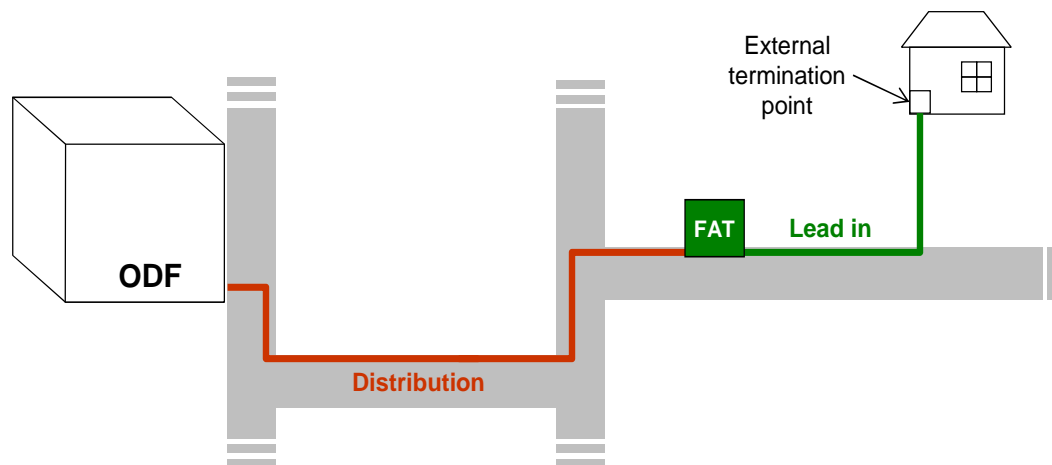 External
termination
point
FAT
Lead in
ODF
Distribution